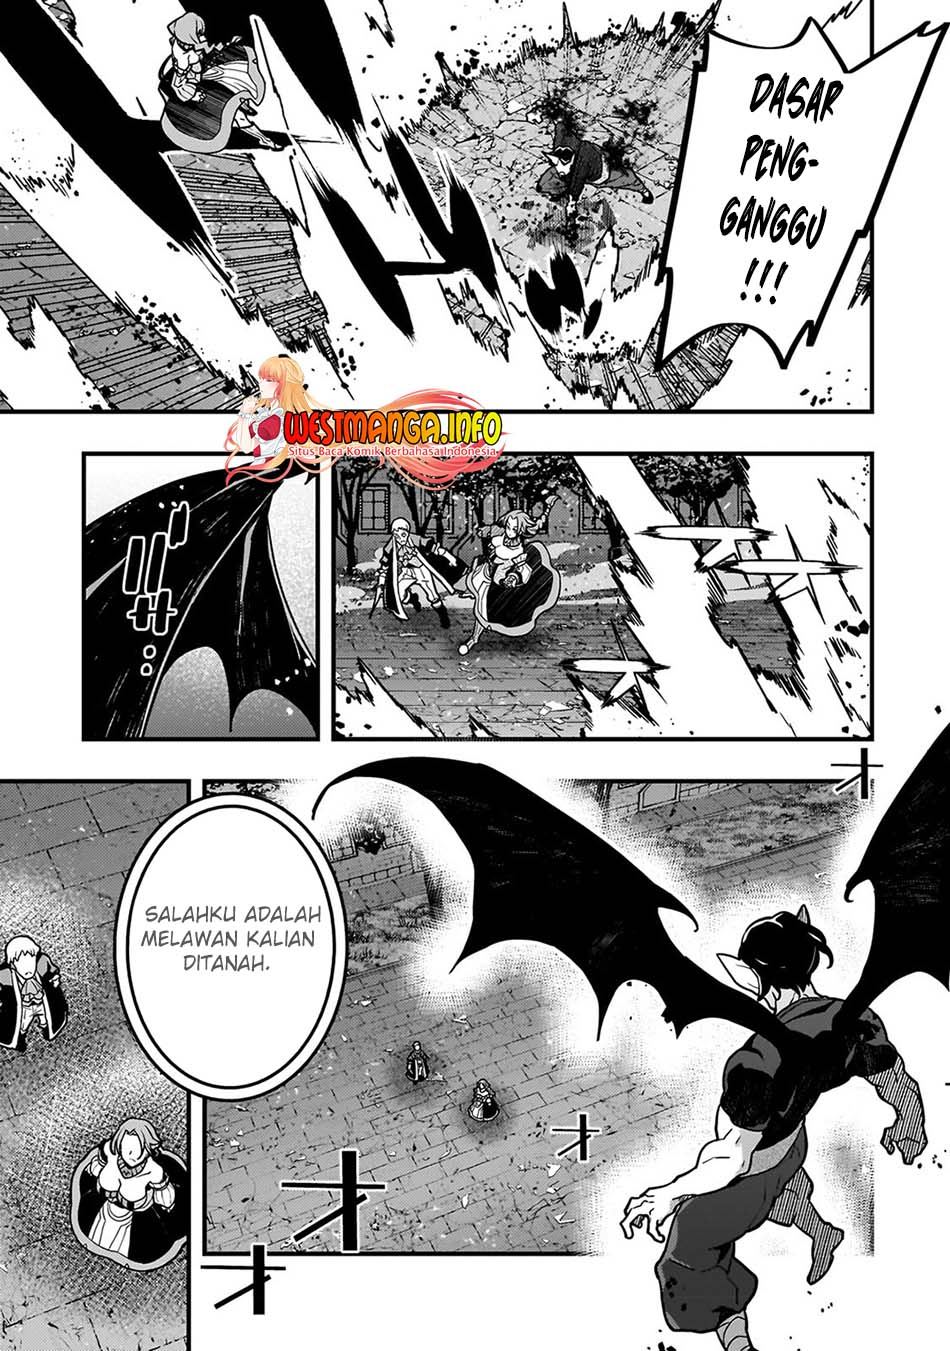 DASAR
PENG-
GANGGU
!!!
WESTMANGA.INFO
Situs Baca Komik Berbahasa Indonesia
SALAHKU ADALAH
MELAWAN KALIAN
DITANAH.